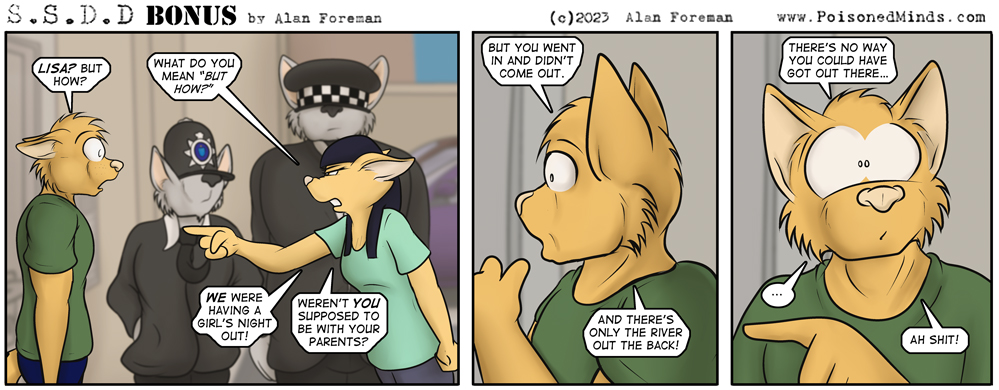 S.S.D.D BONUS by Alan Foreman (c)2023 Alan Foreman www.PoisonedMinds.com
LISA? BUT
HOW?
WHAT DO YOU
MEAN "BUT
HOW?"
WE WERE
HAVING A
GIRL'S NIGHT
OUT!
WEREN'T YOU
SUPPOSED TO
BE WITH YOUR
PARENTS?
BUT YOU WENT
IN AND DIDN'T
COME OUT.
AND THERE'S
ONLY THE RIVER
OUT THE BACK!
THERE'S NO WAY
YOU COULD HAVE
GOT OUT THERE...
...
AH SHIT!